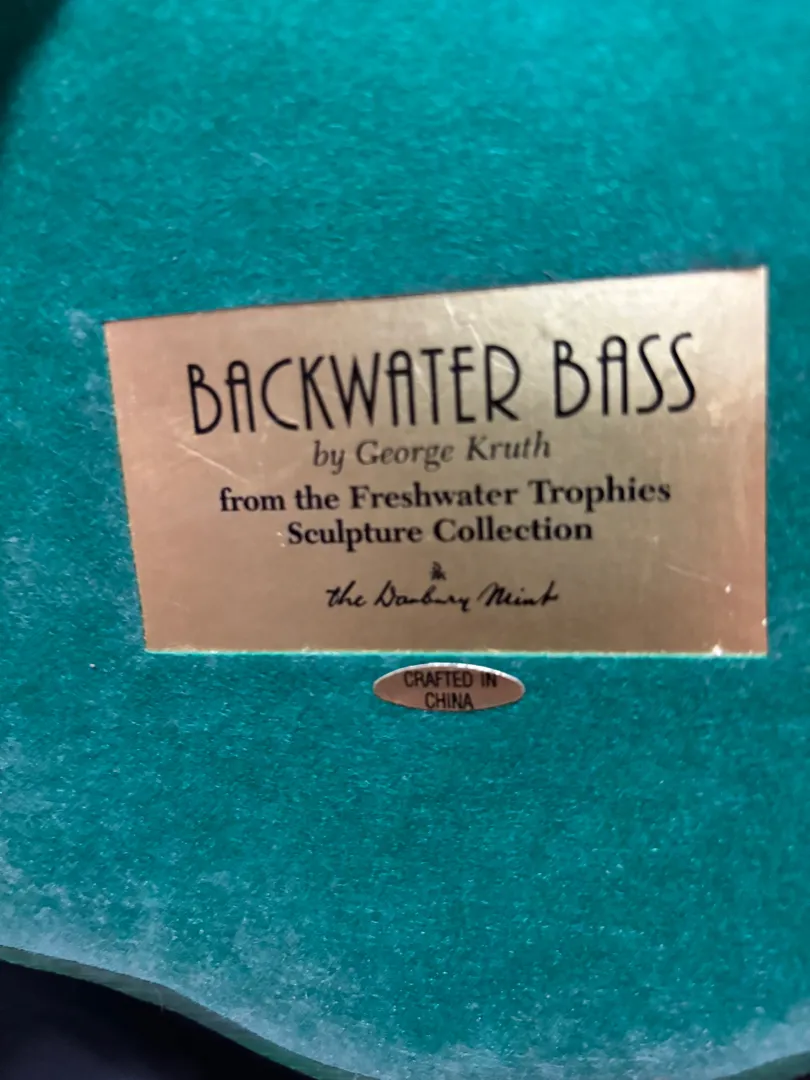 BACKWATER BASS
by George Kruth
from the Freshwater Trophies
Sculpture Collection
the Danbury Mint
CRAFTED IN
CHINA